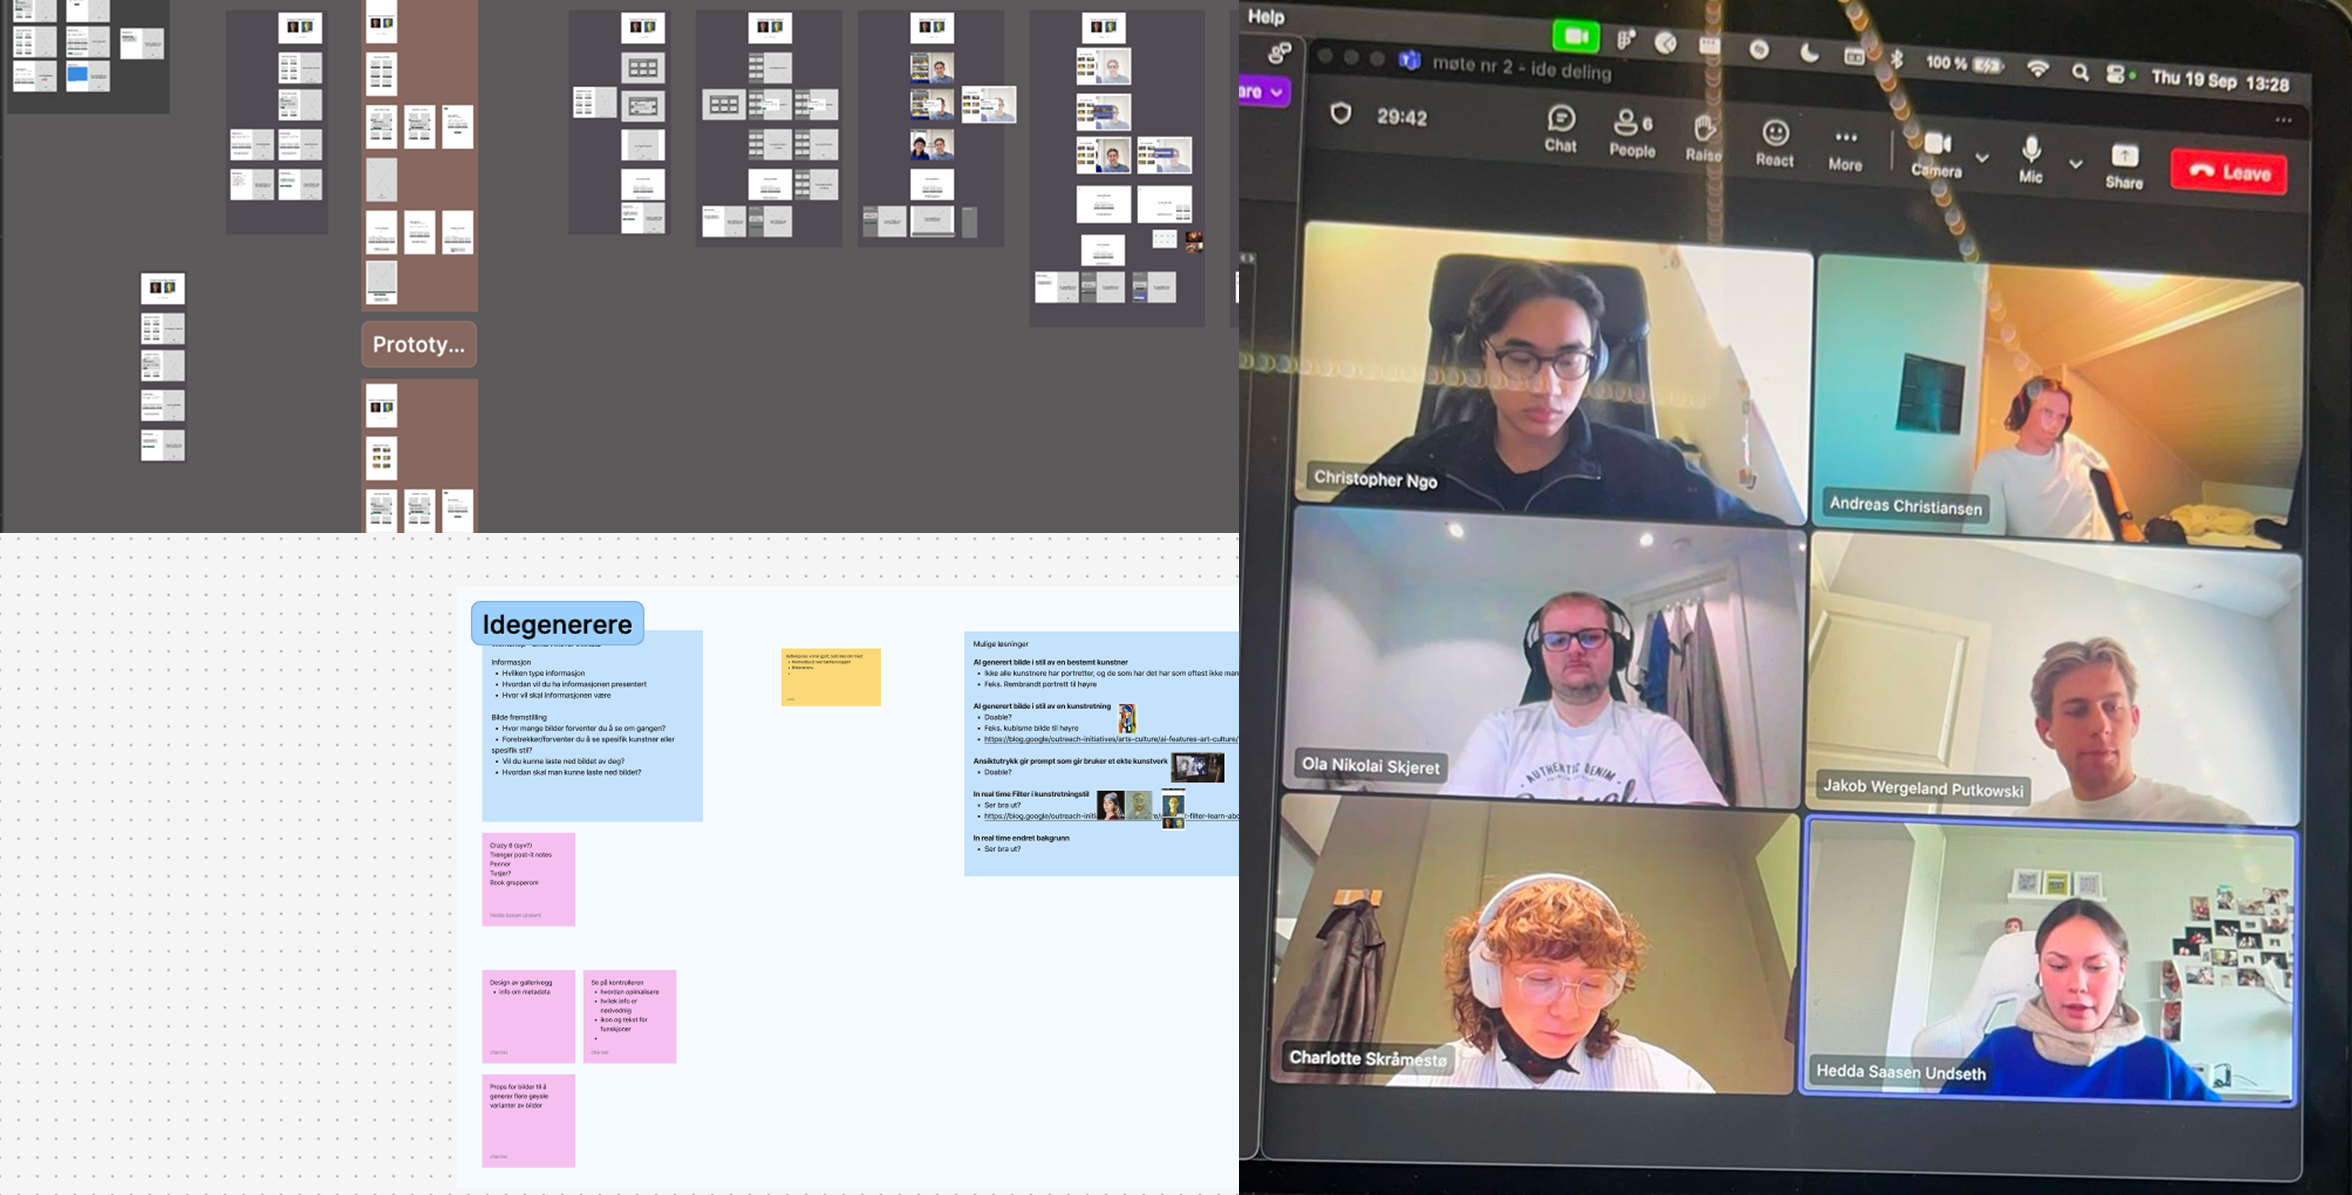 Prototy...
Idegenerere
Informasjon
• Hvilken type informasjon
• Hvordan vil du ha informasjonen presentert
• Hvor vil skal informasjonen være
Bilde fremstilling
• Hvor mange bilder forventer du å se om gangen?
• Foretrekker/forventer du å se spesifik kunstner eller
spesifik stil?
• Vil du kunne laste ned bildet av deg?
• Hvordan skal man kunne laste ned bildet?
Crazy 8 (syv?)
Trenger post-it notes
Penner
Tusjer?
Book grupperom
Hedda Saasen Undseth
Design av gallerivegg
• info om metadata
Se på kontrolleren
• hvordan opimalisere
• hvilek info er
nødvednig
• ikon og tekst for
funskjoner
Props for bilder til å
generer flere gøyale
varianter av bilder
Mulige løsninger
AI generert bilde i stil av en bestemt kunstner
• Ikke alle kunstnere har portretter, og de som har det har som oftest ikke man
• Feks. Rembrandt portrett til høyre
AI generert bilde i stil av en kunstretning
• Doable?
• Feks. kubisme bilde til høyre
• https://blog.google/outreach-initiatives/arts-culture/ai-features-art-culture/
Ansiktutrykk gir prompt som gir bruker et ekte kunstverk
• Doable?
In real time Filter i kunstretningstil
• Ser bra ut?
• https://blog.google/outreach-initi
t-filter-learn-abo
In real time endret bakgrunn
• Ser bra ut?
Help
100 %
Thu 19 Sep 13:28
are
møte nr 2 - ide deling
29:42
Chat
People
6
Raise
React
More
Camera
Mic
Share
Leave
Christopher Ngo
Andreas Christiansen
Ola Nikolai Skjeret
AUTHENTIC DENIM
Jakob Wergeland Putkowski
Charlotte Skråmestø
Hedda Saasen Undseth